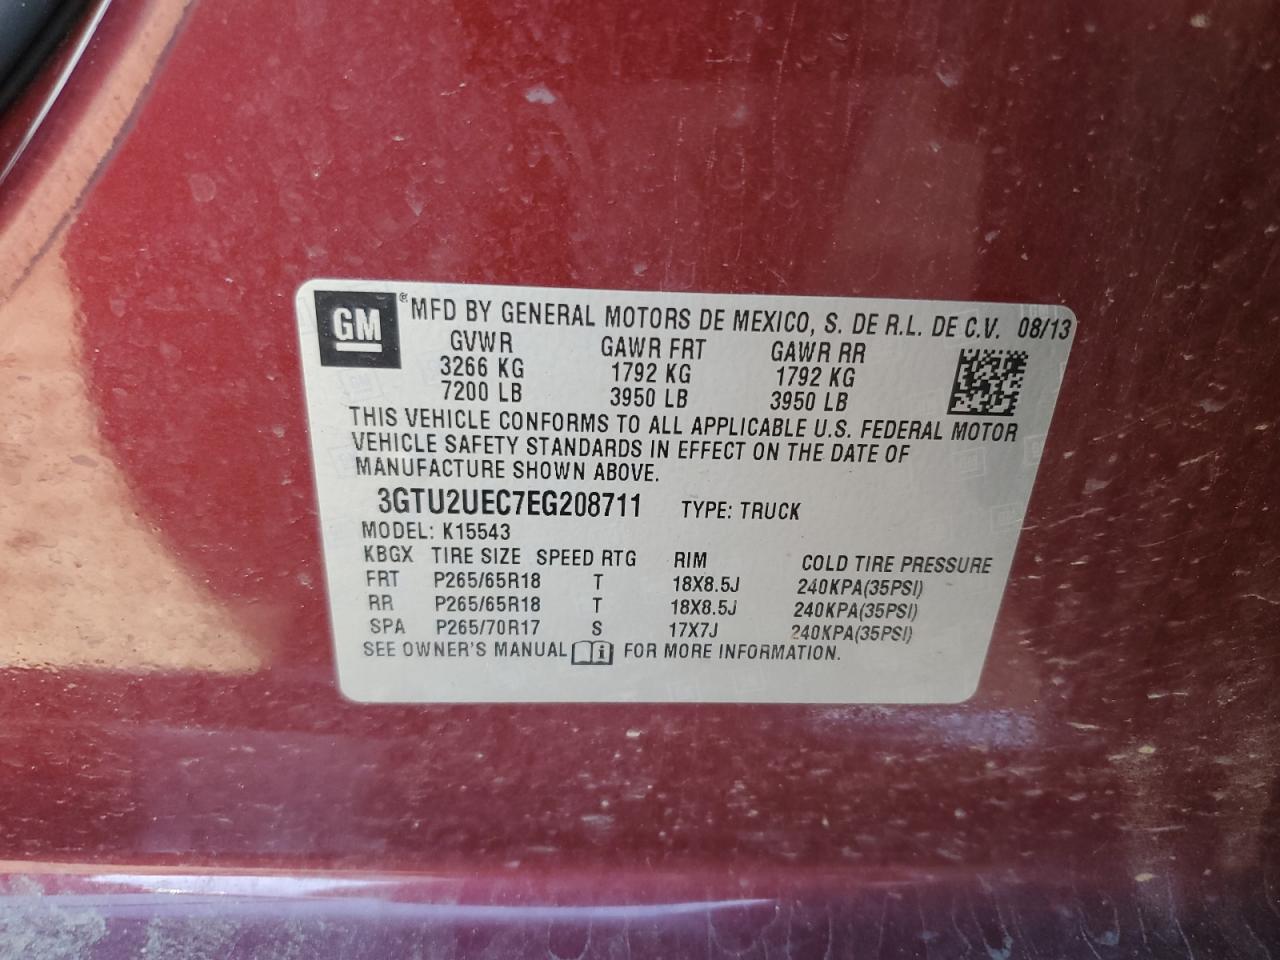 GM ® MFD BY GENERAL MOTORS DE MEXICO, S. DE R.L. DE C.V. 08/13
GVWR GAWR FRT GAWR RR
3266 KG 1792 KG 1792 KG
7200 LB 3950 LB 3950 LB
THIS VEHICLE CONFORMS TO ALL APPLICABLE U.S. FEDERAL MOTOR
VEHICLE SAFETY STANDARDS IN EFFECT ON THE DATE OF
MANUFACTURE SHOWN ABOVE.
3GTU2UEC7EG208711 TYPE: TRUCK
MODEL: K15543
KBGX TIRE SIZE SPEED RTG RIM COLD TIRE PRESSURE
FRT P265/65R18 T 18X8.5J 240KPA(35PSI)
RR P265/65R18 T 18X8.5J 240KPA(35PSI)
SPA P265/70R17 S 17X7J 240KPA(35PSI)
SEE OWNER'S MANUAL i FOR MORE INFORMATION.